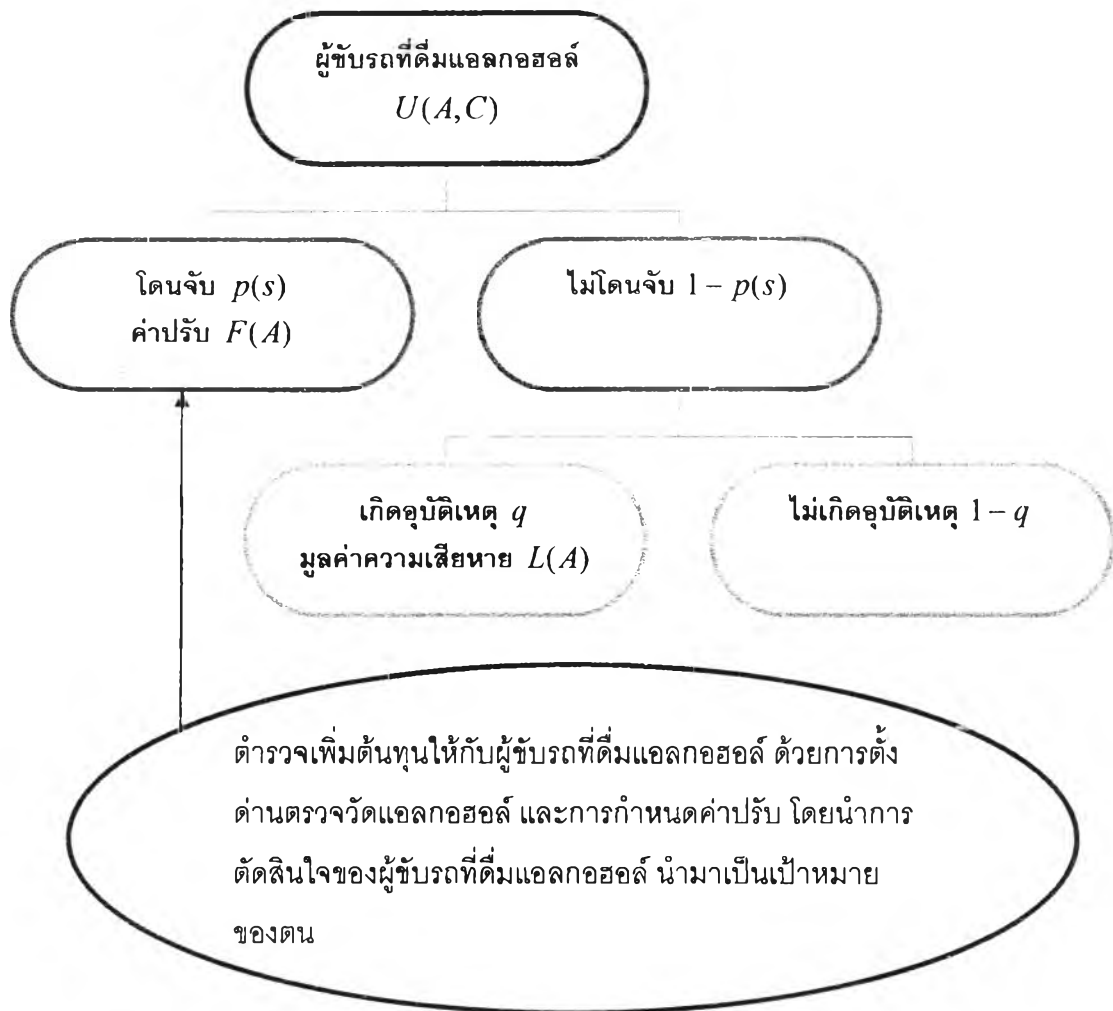 ผู้ขับรถที่ดื่มแอลกอฮอล์
U(A,C)
โดนจับ p(s)
ค่าปรับ F(A)
ไม่โดนจับ 1 − p(s)
เกิดอุบัติเหตุ q
มูลค่าความเสียหาย L(A)
ไม่เกิดอุบัติเหตุ 1 − q
ตำรวจเพิ่มต้นทุนให้กับผู้ขับรถที่ดื่มแอลกอฮอล์ ด้วยการตั้ง
ด่านตรวจวัดแอลกอฮอล์ และการกำหนดค่าปรับ โดยนำการ
ตัดสินใจของผู้ขับรถที่ดื่มแอลกอฮอล์ นำมาเป็นเป้าหมาย
ของตน